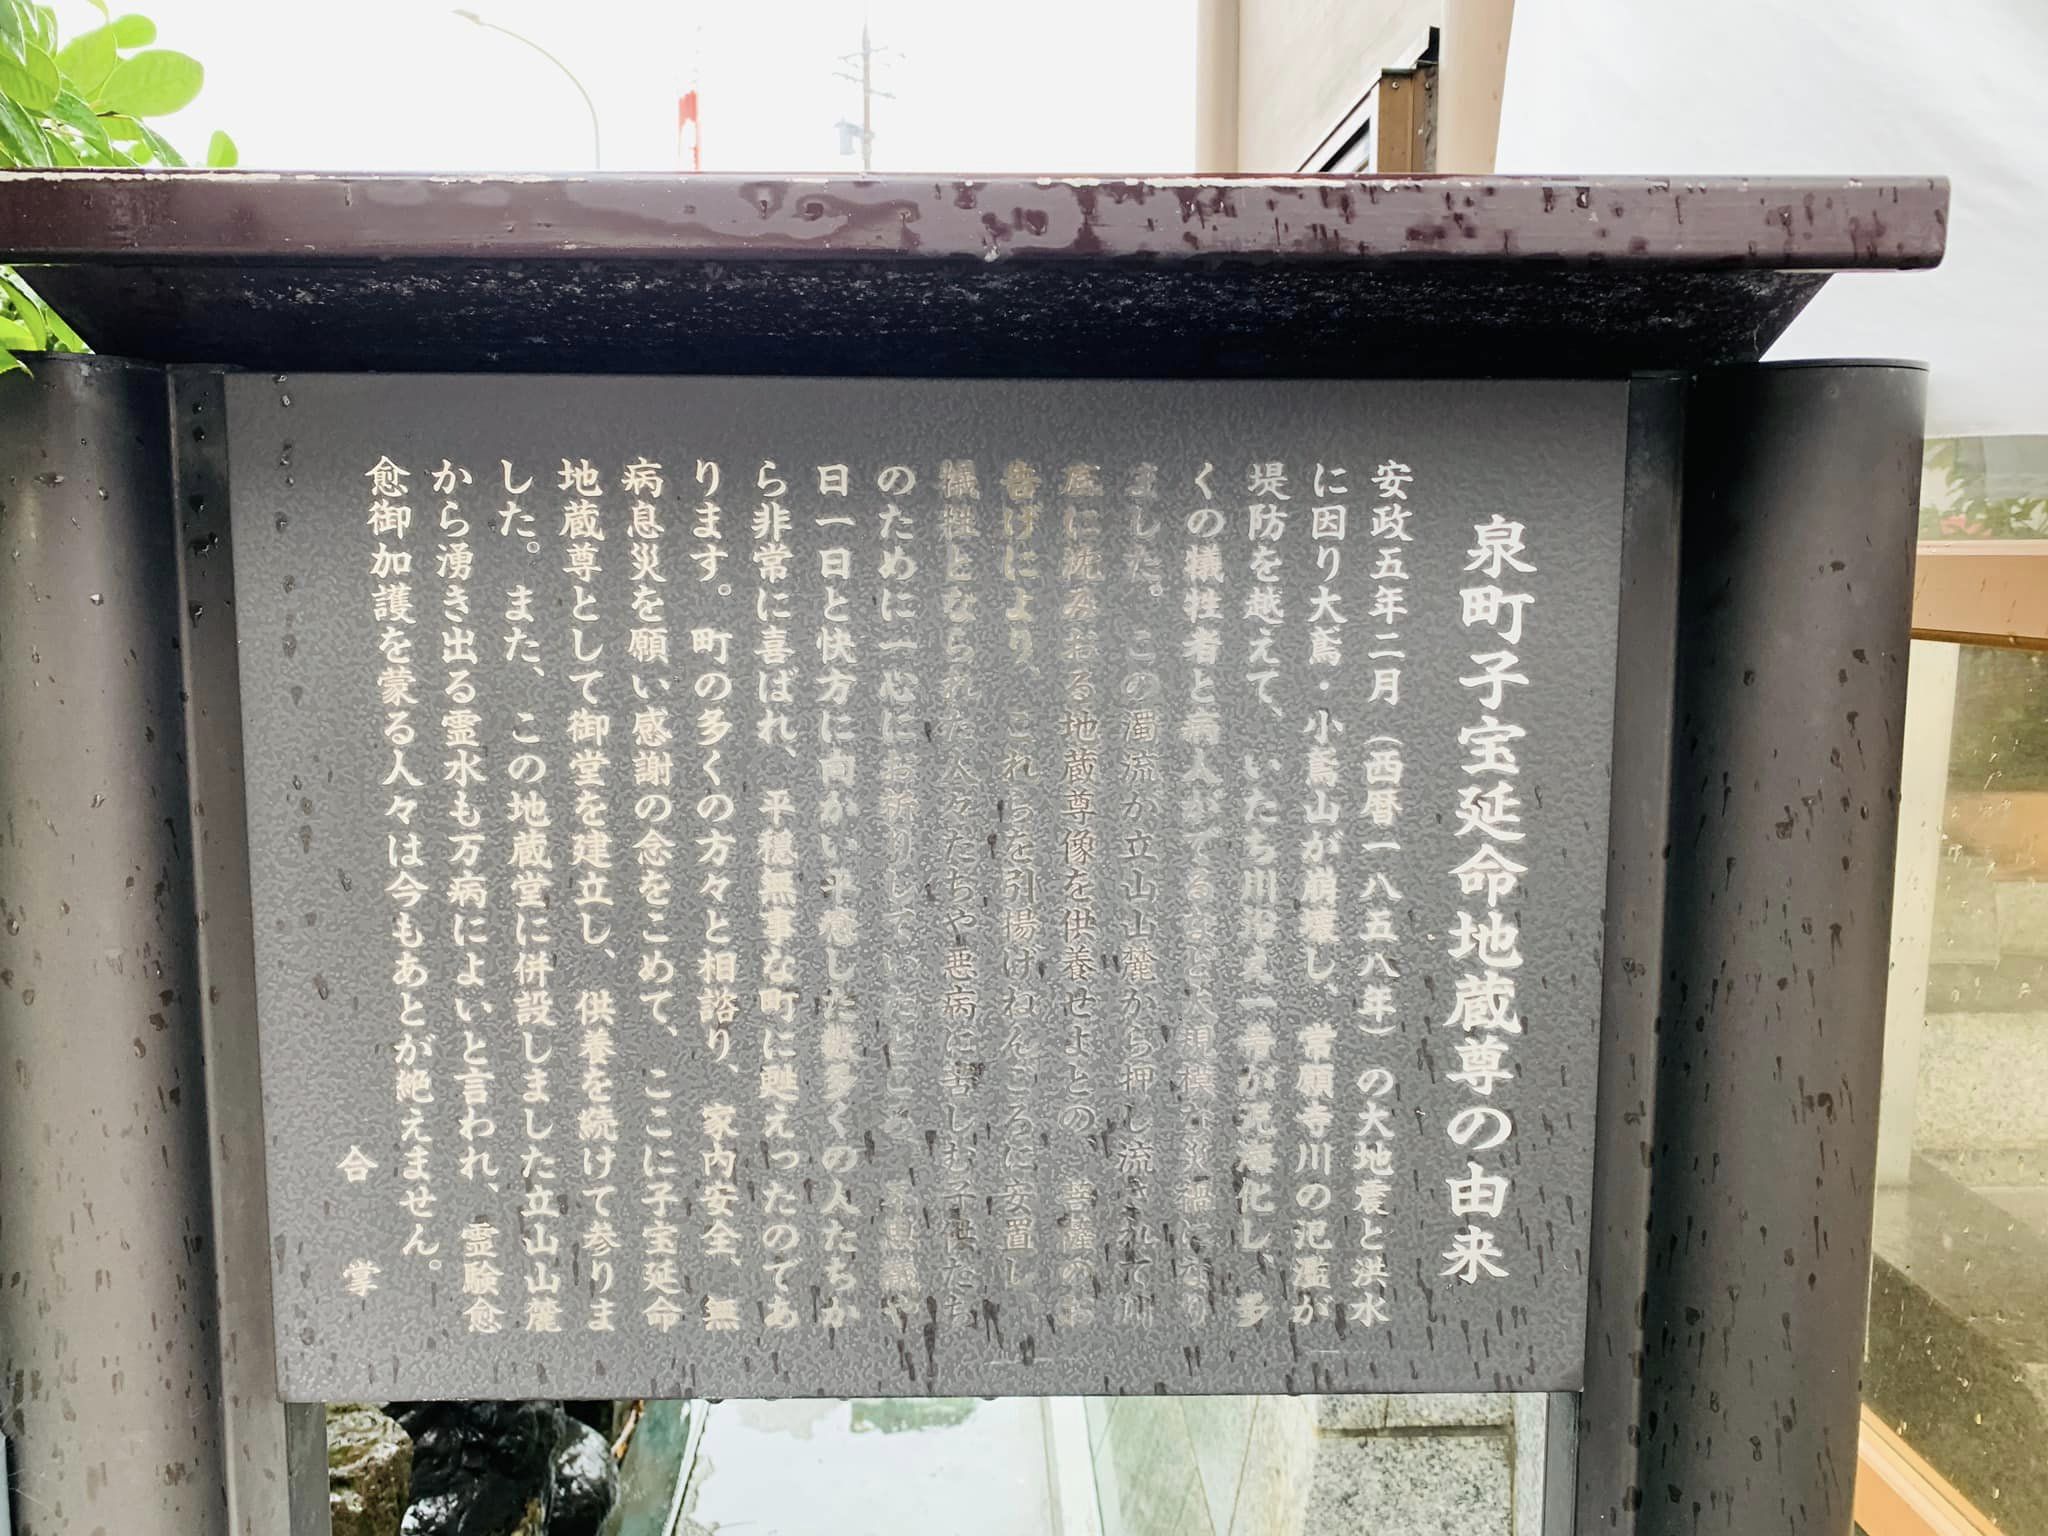 泉町子宝延命地蔵尊の由来
安政五年二月（西暦一八五八年）の大地震と洪水
に因り大鳶・小鳶山が崩壊し、常願寺川の氾濫が
堤防を越えて、いたち川沿え一帯が泥海化し、多
くの犠牲者と病人がでるなど大規模な災禍になり
ました。この濁流が立山山麓から押し流されて川
底に沈みおる地蔵尊像を供養せよとの、菩薩のお
告げにより、これらを引揚げねんごろに安置し、
犠牲となられた人々たちや悪病に苦しむ子供たち
のために一心にお祈りしていたところ、不思議や
日一日と快方に向かい平癒した数多くの人たちか
ら非常に喜ばれ、平穏無事な町に甦えったのであ
ります。町の多くの方々と相諮り、家内安全、無
病息災を願い感謝の念をこめて、ここに子宝延命
地蔵尊として御堂を建立し、供養を続けて参りま
した。また、この地蔵堂に併設しました立山山麓
から湧き出る霊水も万病によいと言われ、霊験愈
愈御加護を蒙る人々は今もあとが絶えません。
合掌